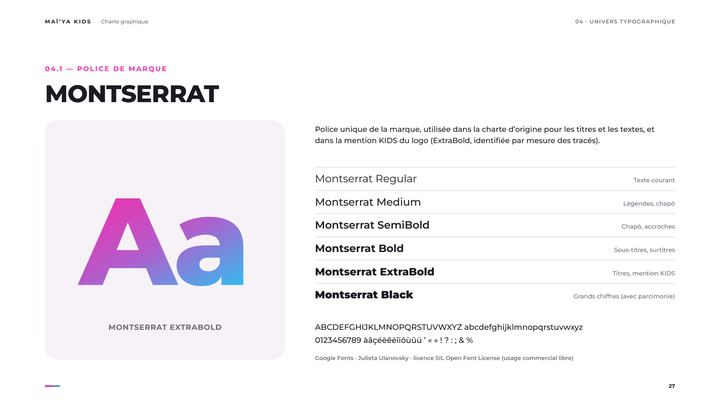 MAÏ'YA KIDS Charte graphique
04 · UNIVERS TYPOGRAPHIQUE
04.1 — POLICE DE MARQUE
MONTSERRAT
Aa
MONTSERRAT EXTRABOLD
Police unique de la marque, utilisée dans la charte d'origine pour les titres et les textes, et
dans la mention KIDS du logo (ExtraBold, identifiée par mesure des tracés).
Montserrat Regular Texte courant
Montserrat Medium Légendes, chapô
Montserrat SemiBold Chapô, accroches
Montserrat Bold Sous-titres, surtitres
Montserrat ExtraBold Titres, mention KIDS
Montserrat Black Grands chiffres (avec parcimonie)
ABCDEFGHIJKLMNOPQRSTUVWXYZ abcdefghijklmnopqrstuvwxyz
0123456789 àâçéèêëîïôùûü ' « » ! ? : ; & %
Google Fonts · Julieta Ulanovsky · licence SIL Open Font License (usage commercial libre)
27